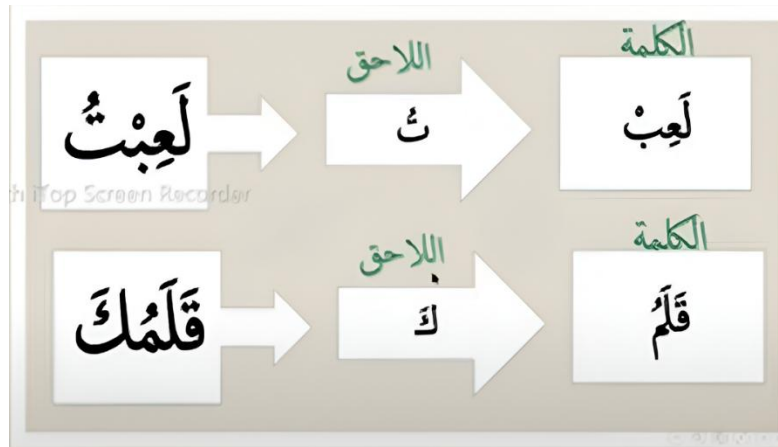 الكلمة
اللاحق
لَعِبْ
تُ
لَعِبْتُ
th iTop Screen Recorder
الكلمة
اللاحق
قَلَمُ
كَ
قَلَمُكَ